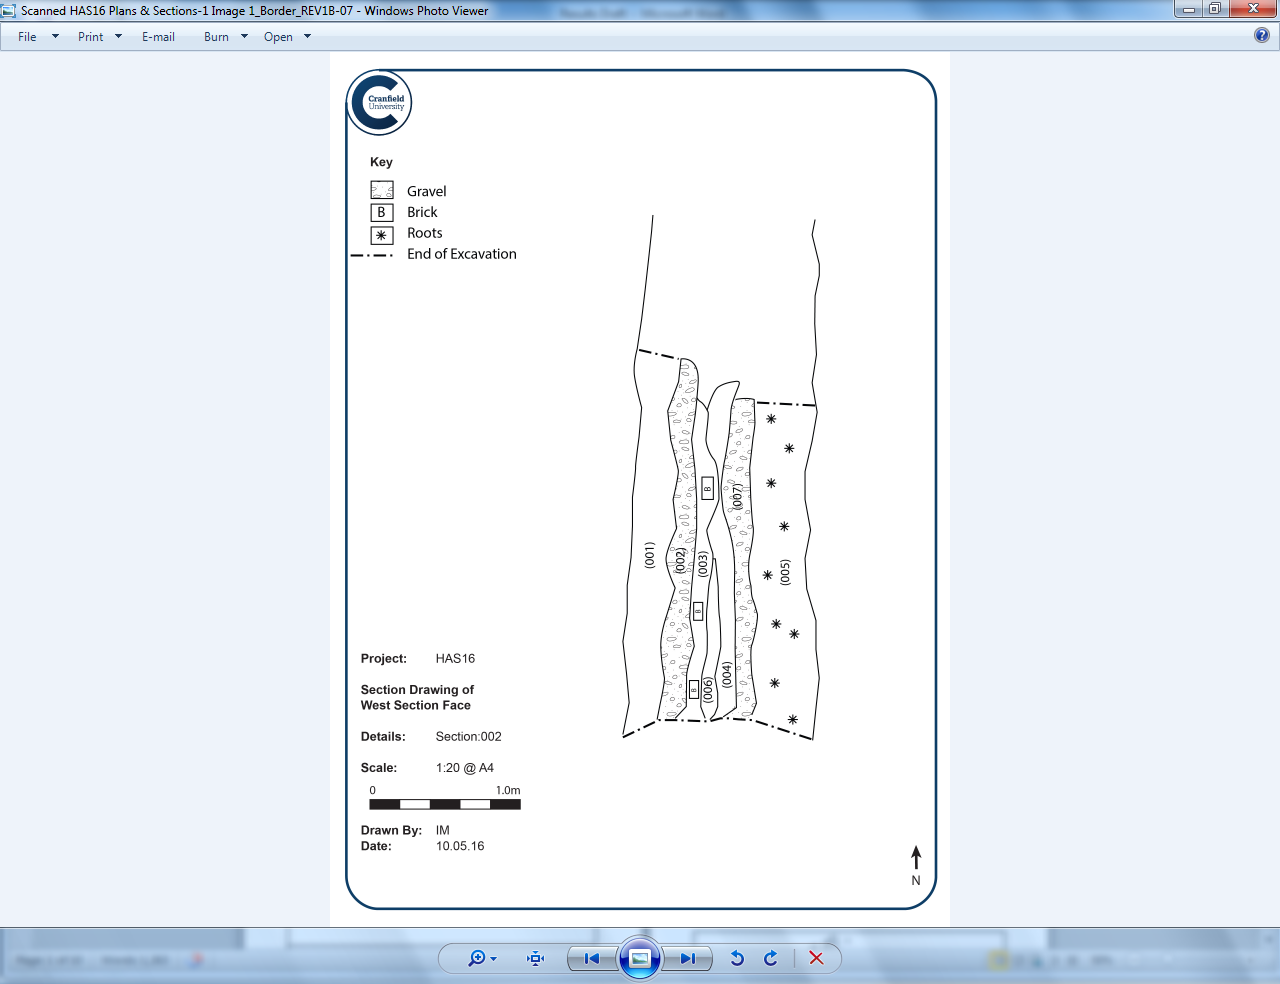 Scanned HAS16 Plans & Sections-1 Image 1_Border_REV1B-07 - Windows Photo Viewer
File Print E-mail Burn Open
Cranfield
University
Key
Gravel
B Brick
Roots
End of Excavation
(001)
(002)
(003)
(004)
(005)
(006)
(007)
B
B
B
Project: HAS16
Section Drawing of
West Section Face
Details: Section:002
Scale: 1:20 @ A4
0 1.0m
Drawn By: IM
Date: 10.05.16
N